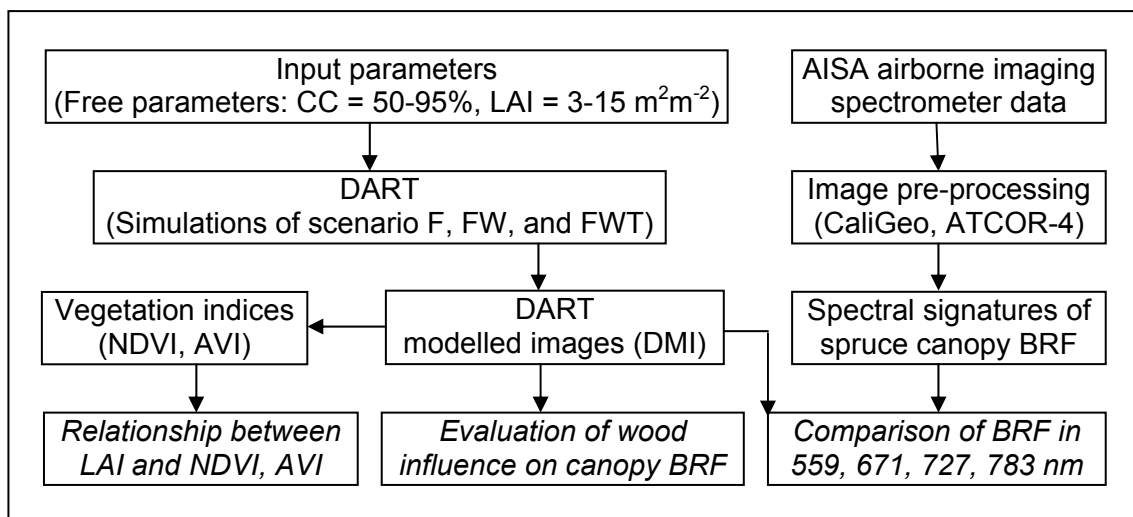 Input parameters
(Free parameters: CC = 50-95%, LAI = 3-15 m²m⁻²)
AISA airborne imaging
spectrometer data
DART
(Simulations of scenario F, FW, and FWT)
Image pre-processing
(CaliGeo, ATCOR-4)
Vegetation indices
(NDVI, AVI)
DART
modelled images (DMI)
Spectral signatures of
spruce canopy BRF
Relationship between
LAI and NDVI, AVI
Evaluation of wood
influence on canopy BRF
Comparison of BRF in
559, 671, 727, 783 nm